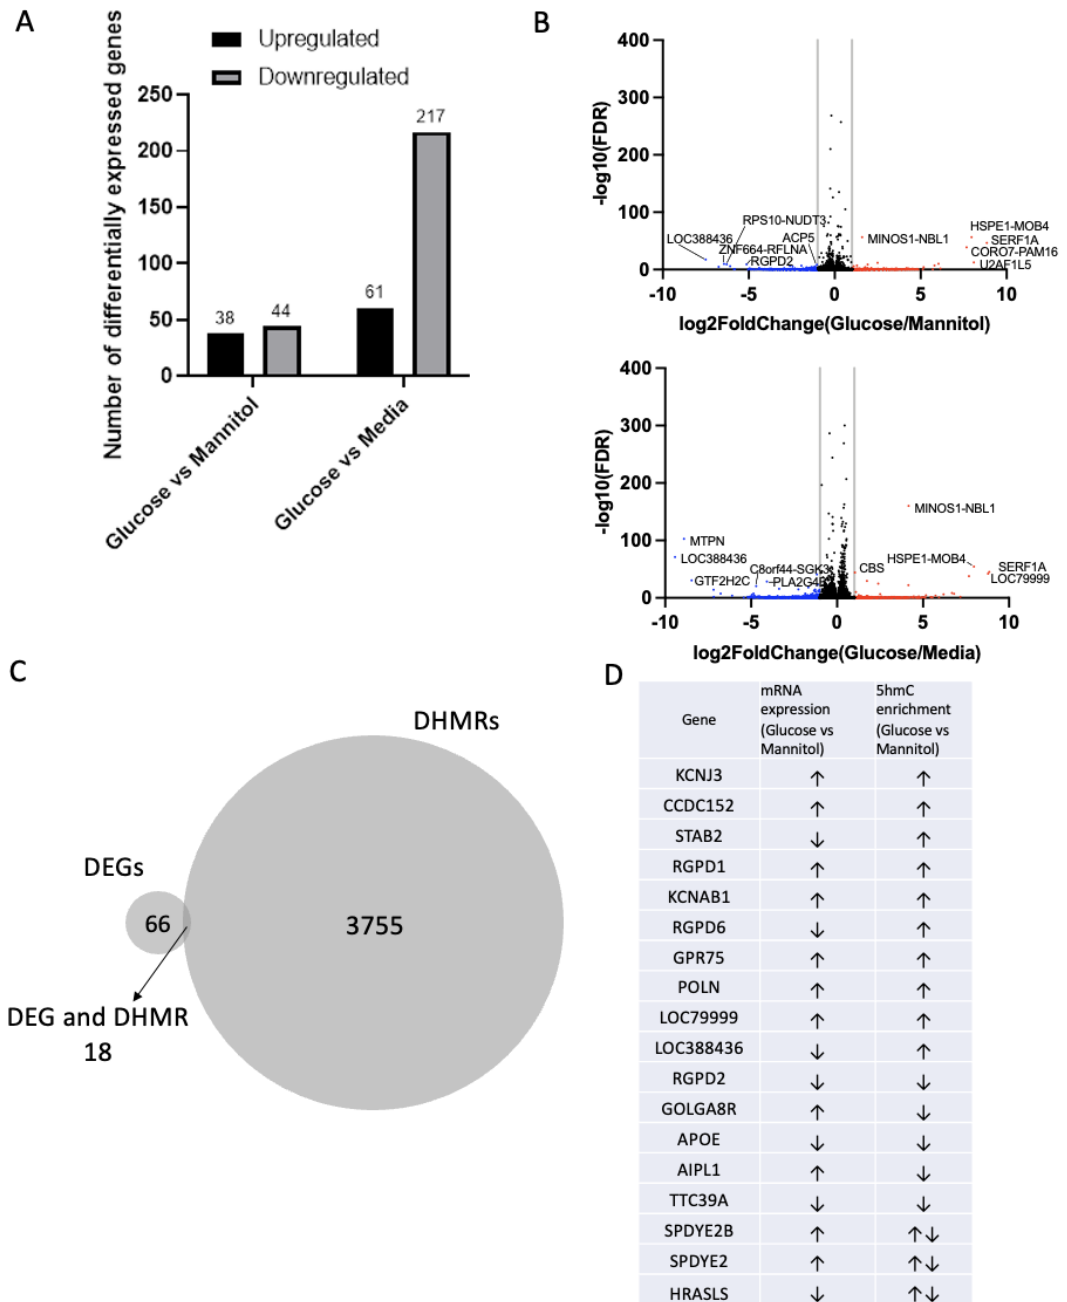 A
Upregulated
Downregulated
Number of differentially expressed genes
250
200
150
100
50
0
38
44
61
217
Glucose vs Mannitol
Glucose vs Media
B
400
300
200
100
0
-log10(FDR)
RPS10-NUDT3
LOC388436
ZNF664-RFLNA
ACP5
RGPD2
MINOS1-NBL1
HSPE1-MOB4
SERF1A
CORO7-PAM16
U2AF1L5
-10
-5
0
5
10
log2FoldChange(Glucose/Mannitol)
400
300
200
100
0
-log10(FDR)
MINOS1-NBL1
MTPN
LOC388436
C8orf44-SGK3
GTF2H2C
CBS
HSPE1-MOB4
SERF1A
LOC79999
-10
-5
0
5
10
log2FoldChange(Glucose/Media)
C
DHMRs
DEGs
66
3755
DEG and DHMR
18
D
Gene
mRNA
expression
(Glucose vs
Mannitol)
5hmC
enrichment
(Glucose vs
Mannitol)
KCNJ3 ↑ ↑
CCDC152 ↑ ↑
STAB2 ↓ ↑
RGPD1 ↑ ↑
KCNAB1 ↑ ↑
RGPD6 ↓ ↑
GPR75 ↑ ↑
POLN ↑ ↑
LOC79999 ↑ ↑
LOC388436 ↓ ↑
RGPD2 ↓ ↓
GOLGA8R ↑ ↓
APOE ↓ ↓
AIPL1 ↑ ↓
TTC39A ↓ ↓
SPDYE2B ↑ ↑↓
SPDYE2 ↑ ↑↓
HRASLS ↓ ↑↓